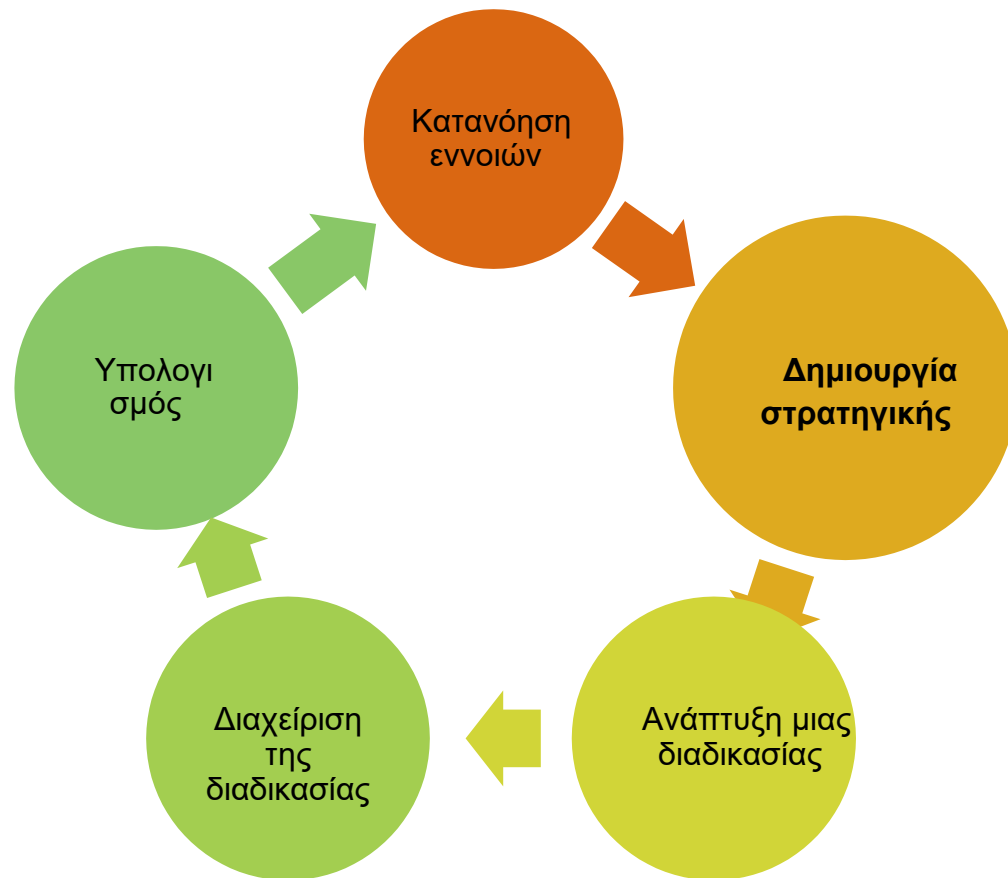 Κατανόηση
εννοιών
Δημιουργία
στρατηγικής
Ανάπτυξη μιας
διαδικασίας
Διαχείριση
της
διαδικασίας
Υπολογι
σμός